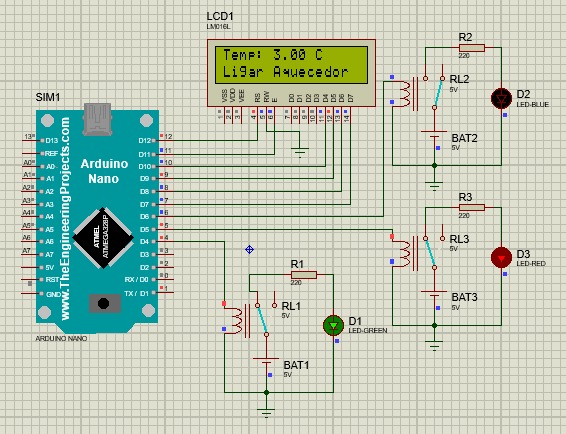 LCD1
LM016L
Temp: 3.00 C
Ligar Aquecedor
VSS VDD VEE RS RW E D0 D1 D2 D3 D4 D5 D6 D7
1 2 3 4 5 6 7 8 9 10 11 12 13 14
SIM1
www.TheEngineeringProjects.com
Arduino
Nano
ATMEL
ATMEGA328P
13 D13
REF
A0 A0
A1 A1
A2 A2
A3 A3
A4 A4
A5 A5
A6 A6
A7 A7
5V
RST
GND
D12 12
D11 11
D10 10
D9 9
D8 8
D7 7
D6 6
D5 5
D4 4
D3 3
D2 2
RX / D0 0
TX / D1 1
ARDUINO NANO
R2
220
RL2
5V
D2
LED-BLUE
BAT2
5V
R3
220
RL3
5V
D3
LED-RED
BAT3
5V
R1
220
RL1
5V
D1
LED-GREEN
BAT1
5V